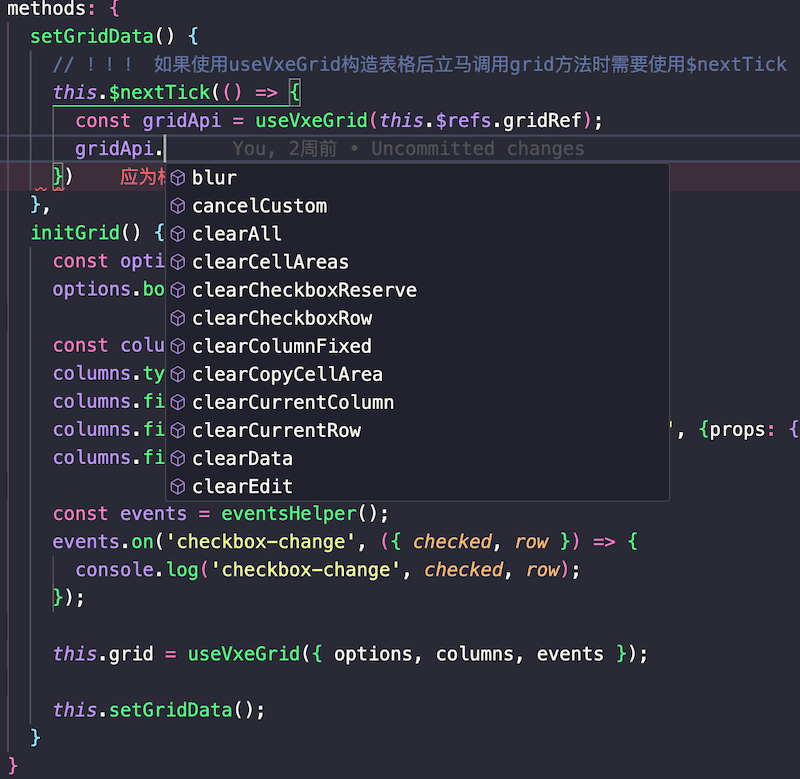 methods: {
setGridData() {
// ！！！ 如果使用useVxeGrid构造表格后立马调用grid方法时需要使用$nextTick
this.$nextTick(() => {
const gridApi = useVxeGrid(this.$refs.gridRef);
gridApi. You, 2周前 • Uncommitted changes
}) 应为
blur
},
cancelCustom
initGrid() {
clearAll
const opti
clearCellAreas
options.bo
clearCheckboxReserve
clearCheckboxRow
const colu
clearColumnFixed
columns.ty
clearCopyCellArea
columns.fi
clearCurrentColumn
columns.fi
clearCurrentRow
', {props: {
columns.fi
clearData
clearEdit
const events = eventsHelper();
events.on('checkbox-change', ({ checked, row }) => {
console.log('checkbox-change', checked, row);
});
this.grid = useVxeGrid({ options, columns, events });
this.setGridData();
}
}